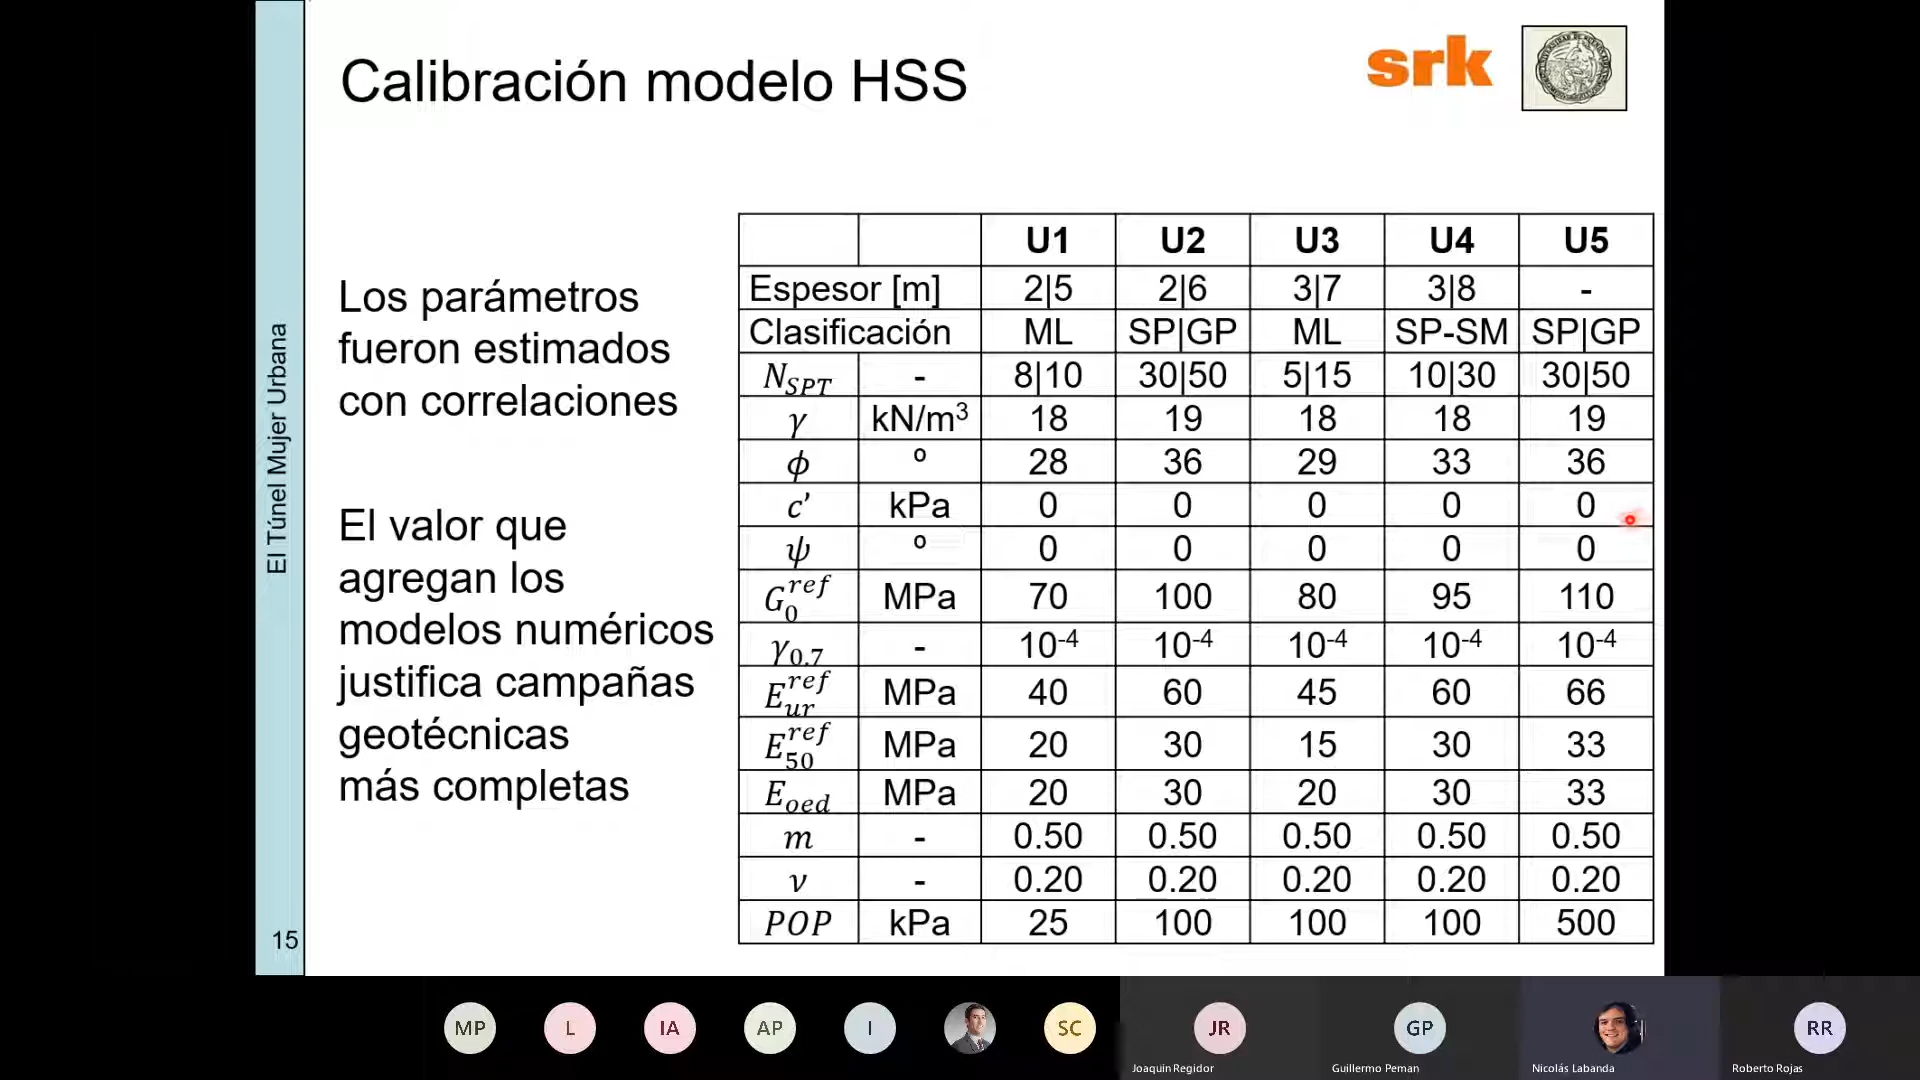 Calibración modelo HSS
srk
El Túnel Mujer Urbana
15
Los parámetros
fueron estimados
con correlaciones
El valor que
agregan los
modelos numéricos
justifica campañas
geotécnicas
más completas
U1 U2 U3 U4 U5
Espesor [m] 2|5 2|6 3|7 3|8 -
Clasificación ML SP|GP ML SP-SM SP|GP
N_SPT - 8|10 30|50 5|15 10|30 30|50
γ kN/m³ 18 19 18 18 19
ϕ º 28 36 29 33 36
c’ kPa 0 0 0 0 0
ψ º 0 0 0 0 0
G_0^ref MPa 70 100 80 95 110
γ_0.7 - 10⁻⁴ 10⁻⁴ 10⁻⁴ 10⁻⁴ 10⁻⁴
E_ur^ref MPa 40 60 45 60 66
E_50^ref MPa 20 30 15 30 33
E_oed MPa 20 30 20 30 33
m - 0.50 0.50 0.50 0.50 0.50
ν - 0.20 0.20 0.20 0.20 0.20
POP kPa 25 100 100 100 500
MP L IA AP I SC JR GP RR
Joaquin Regidor Guillermo Peman Nicolás Labanda Roberto Rojas